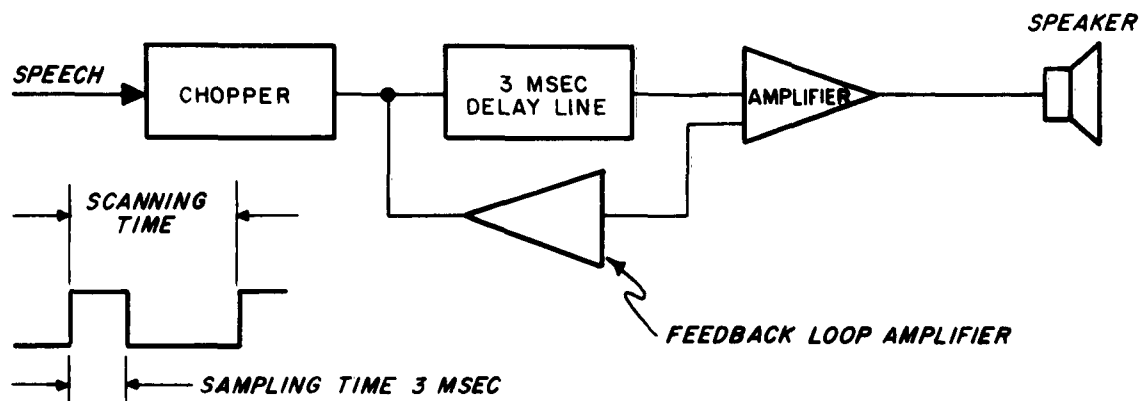 SPEAKER
SPEECH
CHOPPER
3 MSEC
DELAY LINE
AMPLIFIER
SCANNING
TIME
FEEDBACK LOOP AMPLIFIER
SAMPLING TIME 3 MSEC